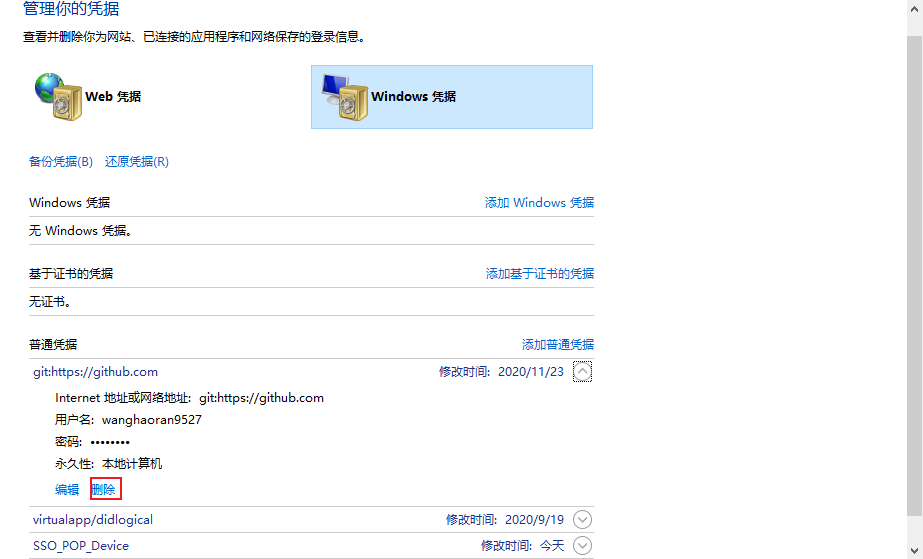 管理你的凭据
查看并删除你为网站、已连接的应用程序和网络保存的登录信息。
Web 凭据 Windows 凭据
备份凭据(B) 还原凭据(R)
Windows 凭据 添加 Windows 凭据
无 Windows 凭据。
基于证书的凭据 添加基于证书的凭据
无证书。
普通凭据 添加普通凭据
git:https://github.com 修改时间: 2020/11/23
Internet 地址或网络地址: git:https://github.com
用户名: wanghaoran9527
密码: ••••••••
永久性: 本地计算机
编辑 删除
virtualapp/didlogical 修改时间: 2020/9/19
SSO_POP_Device 修改时间: 今天